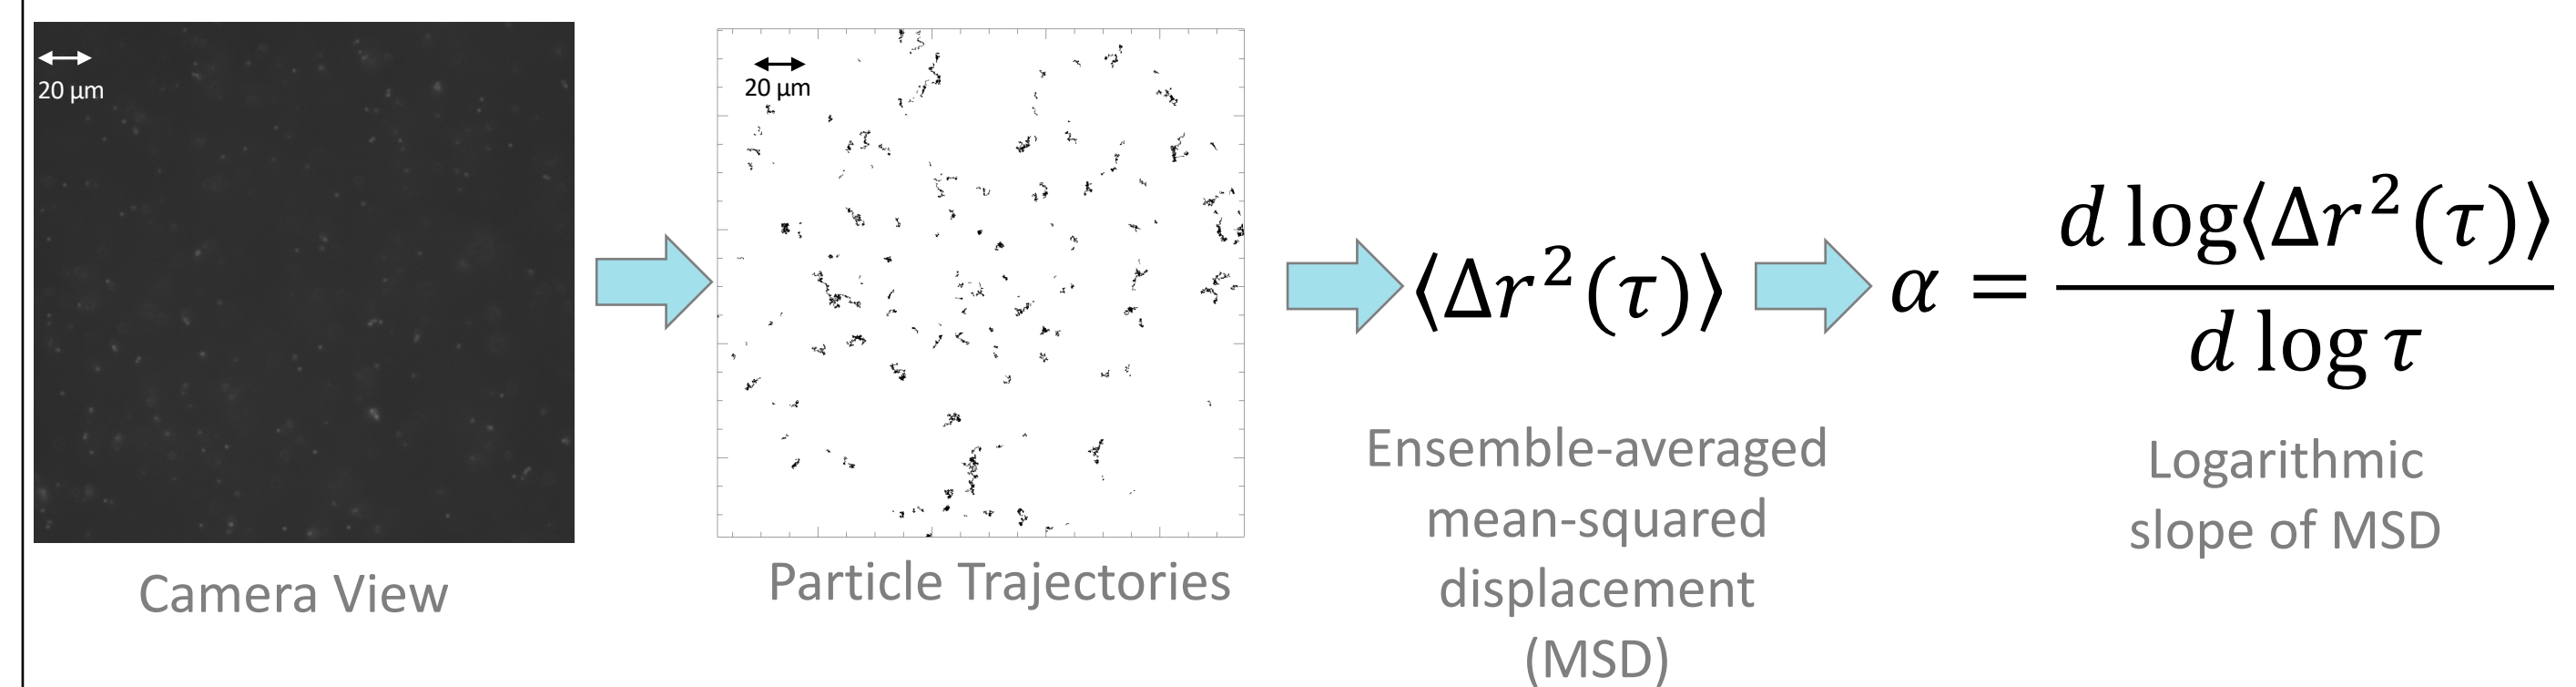 20 µm
Camera View
20 µm
Particle Trajectories
⟨Δr²(τ)⟩
Ensemble-averaged
mean-squared
displacement
(MSD)
α = d log⟨Δr²(τ)⟩ / d log τ
Logarithmic
slope of MSD